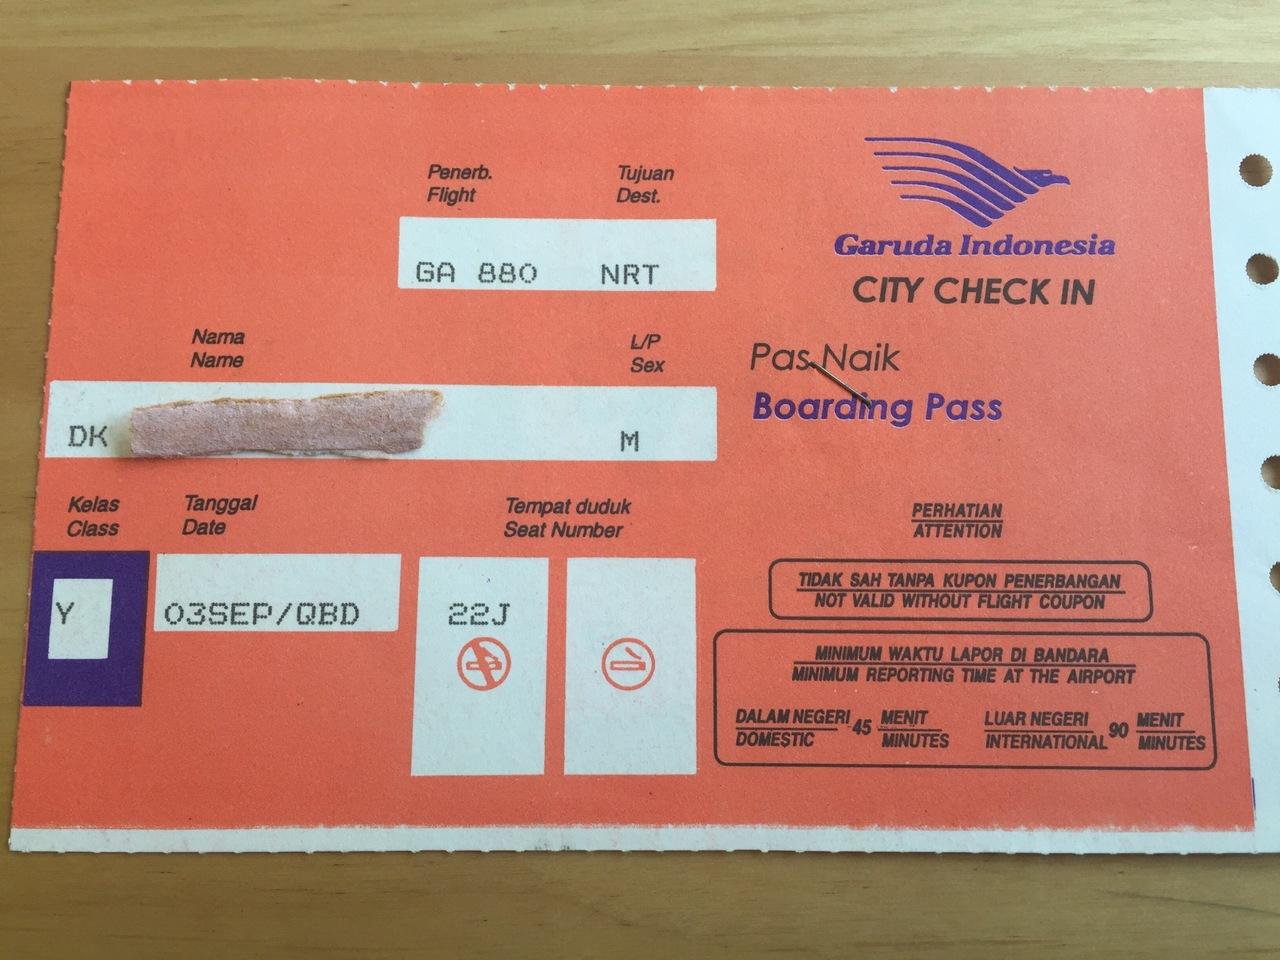 Garuda Indonesia
CITY CHECK IN
Pas Naik
Boarding Pass
Penerb. Tujuan
Flight Dest.
GA 880 NRT
Nama L/P
Name Sex
DK M
Kelas Tanggal Tempat duduk
Class Date Seat Number
Y 03SEP/QBD 22J
PERHATIAN
ATTENTION
TIDAK SAH TANPA KUPON PENERBANGAN
NOT VALID WITHOUT FLIGHT COUPON
MINIMUM WAKTU LAPOR DI BANDARA
MINIMUM REPORTING TIME AT THE AIRPORT
DALAM NEGERI 45 MENIT LUAR NEGERI 90 MENIT
DOMESTIC MINUTES INTERNATIONAL MINUTES